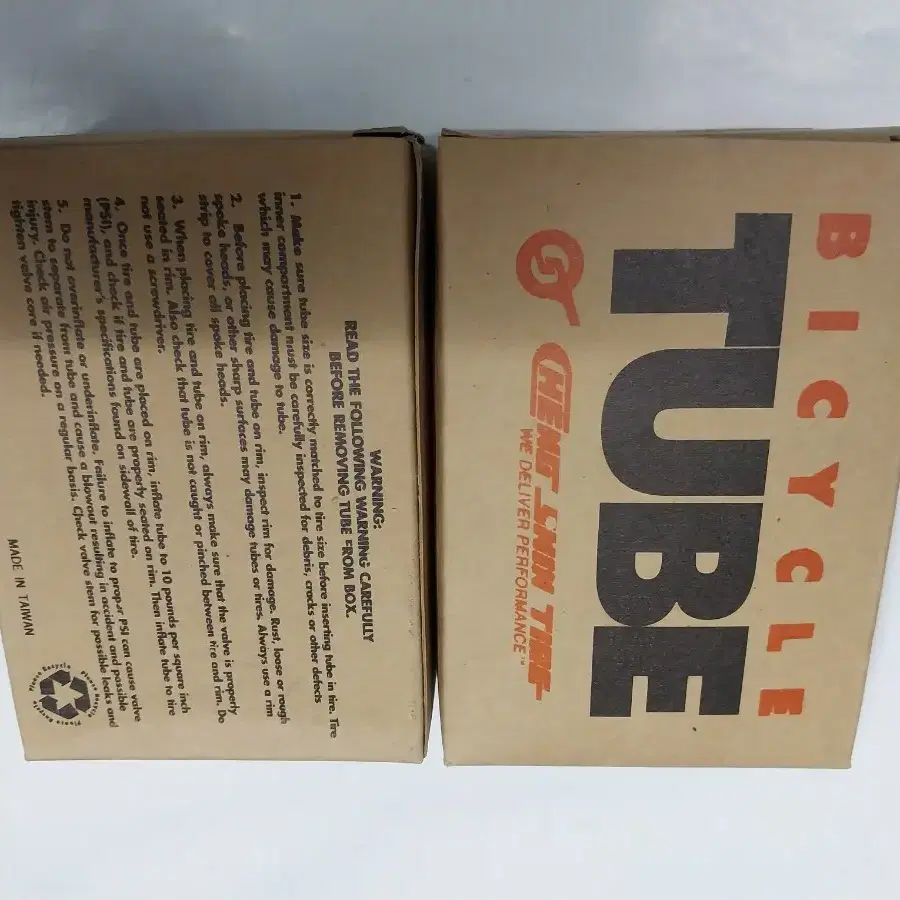 BICYCLE
TUBE
CHENG SHIN TIRE
WE DELIVER PERFORMANCE™
WARNING:
READ THE FOLLOWING WARNING CAREFULLY
BEFORE REMOVING TUBE FROM BOX.
1. Make sure tube size is correctly matched to tire size before inserting tube in tire. Tire
inner compartment must be carefully inspected for debris, cracks or other defects
which may cause damage to tube.
2. Before placing tire and tube on rim, inspect rim for damage. Rust, loose or rough
spoke heads, or other sharp surfaces may damage tubes or tires. Always use a rim
strip to cover all spoke heads.
3. When placing tire and tube on rim, always make sure that the valve is properly
seated in rim. Also check that tube is not caught or pinched between tire and rim. Do
not use a screwdriver.
4. Once tire and tube are placed on rim, inflate tube to 10 pounds per square inch
(PSI), and check if tire and tube are properly seated on rim. Then inflate tube to tire
manufacturer's specifications found on sidewall of tire.
5. Do not overinflate or underinflate. Failure to inflate to proper PSI can cause valve
stem to separate from tube and cause a blowout resulting in accident and possible
injury. Check air pressure on a regular basis. Check valve stem for possible leaks and
tighten valve core if needed.
MADE IN TAIWAN
Please Recycle
Please Recycle